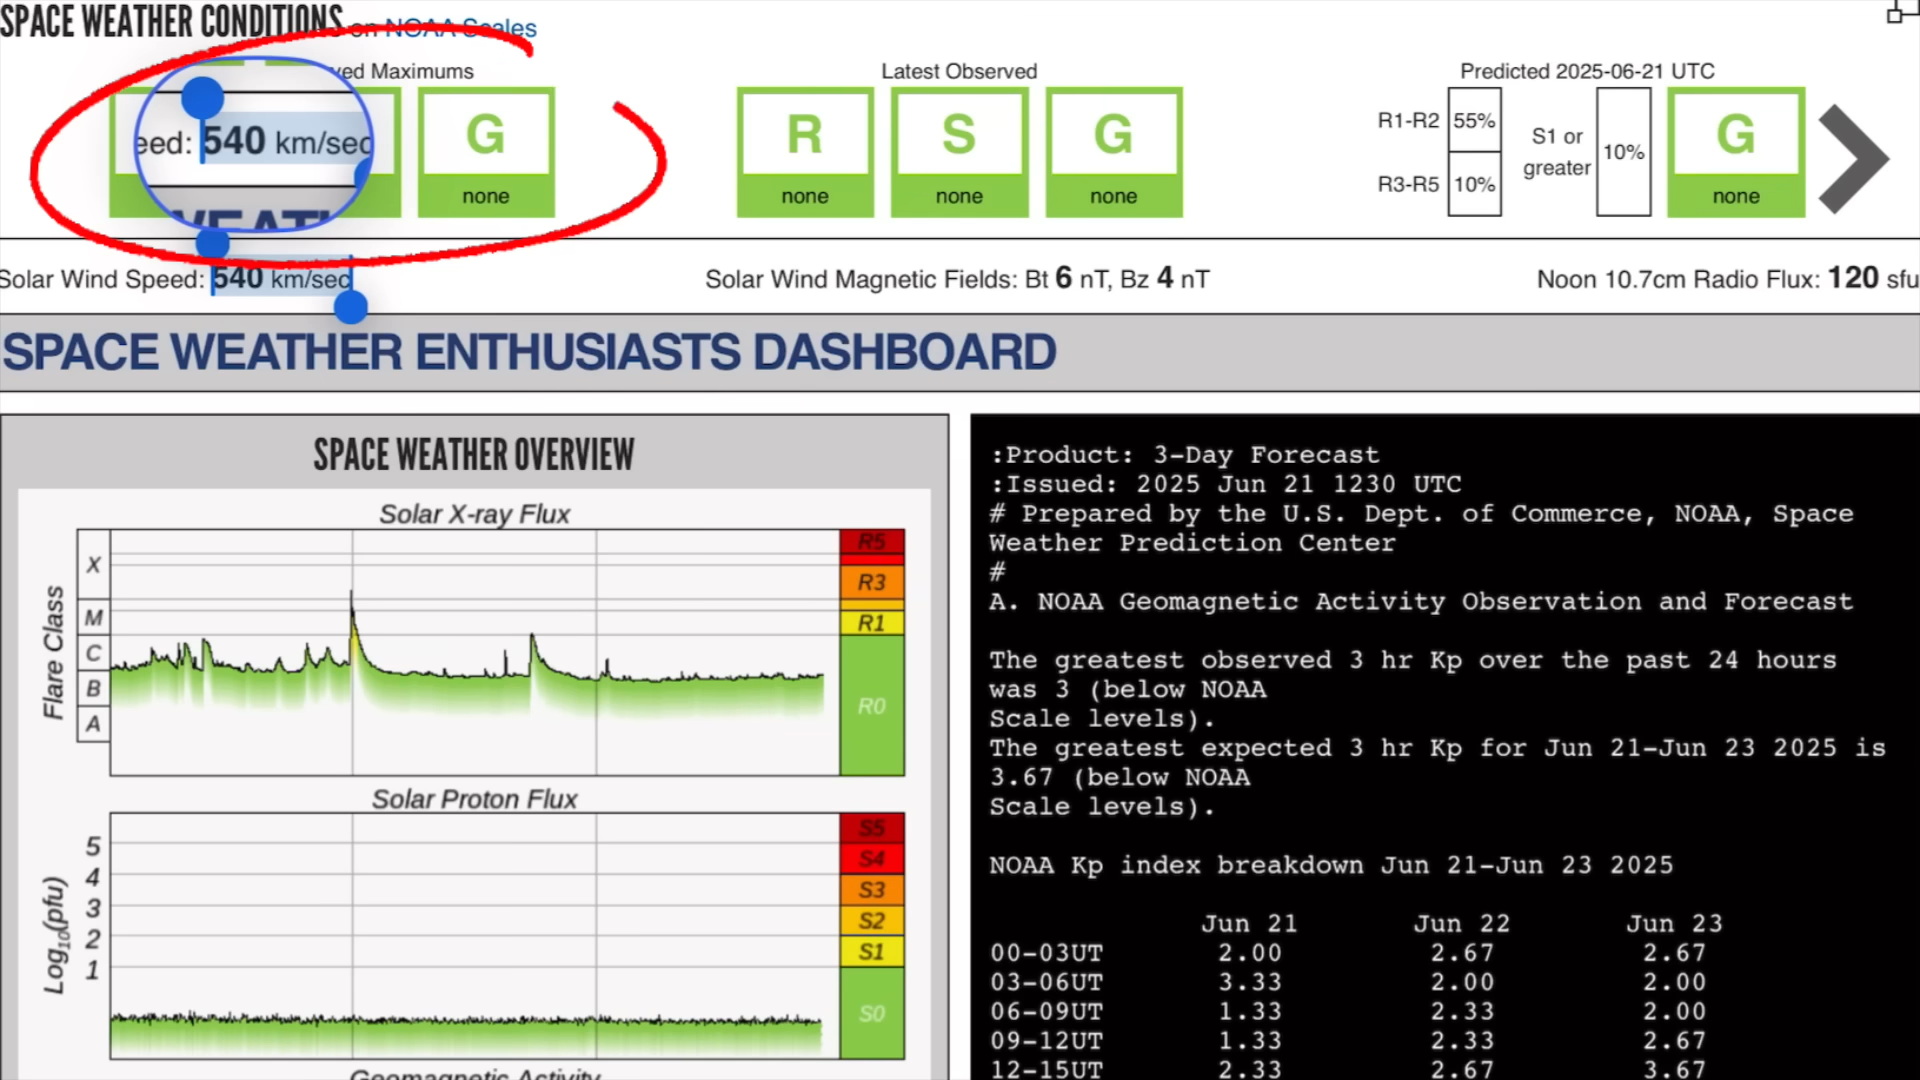 SPACE WEATHER CONDITIONS on NOAA Scales
ved Maximums
Latest Observed
Predicted 2025-06-21 UTC
eed: 540 km/sec
G
none
R
none
S
none
G
none
R1-R2 55%
R3-R5 10%
S1 or
greater
10%
G
none
Solar Wind Speed: 540 km/sec
Solar Wind Magnetic Fields: Bt 6 nT, Bz 4 nT
Noon 10.7cm Radio Flux: 120 sfu
SPACE WEATHER ENTHUSIASTS DASHBOARD
SPACE WEATHER OVERVIEW
Solar X-ray Flux
Flare Class
X
M
C
B
A
R5
R3
R1
R0
Solar Proton Flux
Log10(pfu)
5
4
3
2
1
S5
S4
S3
S2
S1
S0
Geomagnetic Activity
:Product: 3-Day Forecast
:Issued: 2025 Jun 21 1230 UTC
# Prepared by the U.S. Dept. of Commerce, NOAA, Space
Weather Prediction Center
#
A. NOAA Geomagnetic Activity Observation and Forecast
The greatest observed 3 hr Kp over the past 24 hours
was 3 (below NOAA
Scale levels).
The greatest expected 3 hr Kp for Jun 21-Jun 23 2025 is
3.67 (below NOAA
Scale levels).
NOAA Kp index breakdown Jun 21-Jun 23 2025
Jun 21 Jun 22 Jun 23
00-03UT 2.00 2.67 2.67
03-06UT 3.33 2.00 2.00
06-09UT 1.33 2.33 2.00
09-12UT 1.33 2.33 2.67
12-15UT 2.33 2.67 3.67